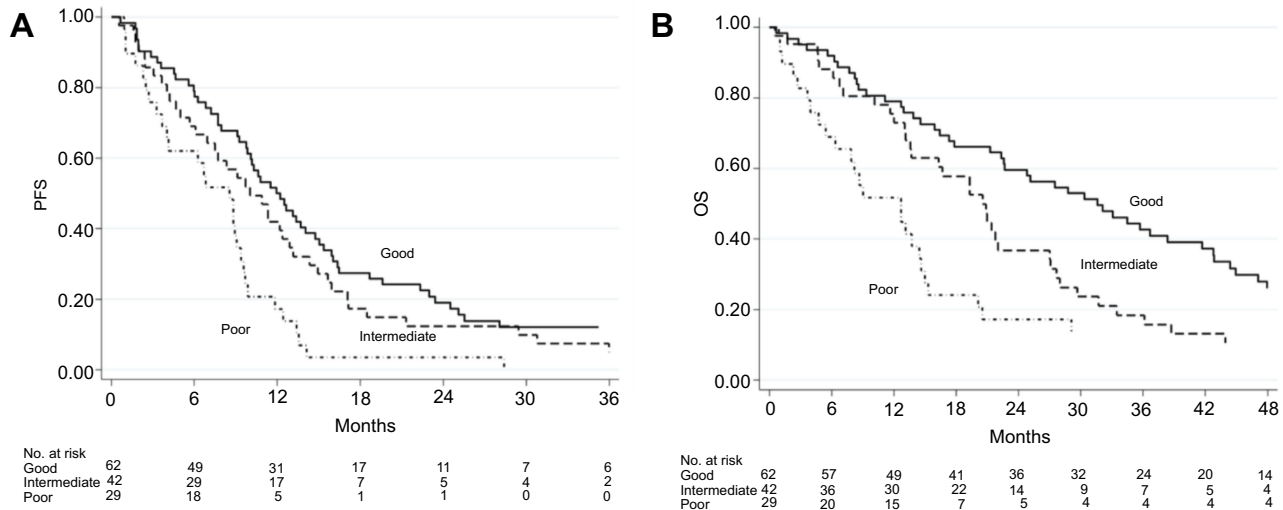 A
PFS
1.00
0.80
0.60
0.40
0.20
0.00
Good
Poor
Intermediate
0 6 12 18 24 30 36
Months
No. at risk
Good 62 49 31 17 11 7 6
Intermediate 42 29 17 7 5 4 2
Poor 29 18 5 1 1 0 0
B
OS
1.00
0.80
0.60
0.40
0.20
0.00
Good
Intermediate
Poor
0 6 12 18 24 30 36 42 48
Months
No. at risk
Good 62 57 49 41 36 32 24 20 14
Intermediate 42 36 30 22 14 9 7 5 4
Poor 29 20 15 7 5 4 4 4 4